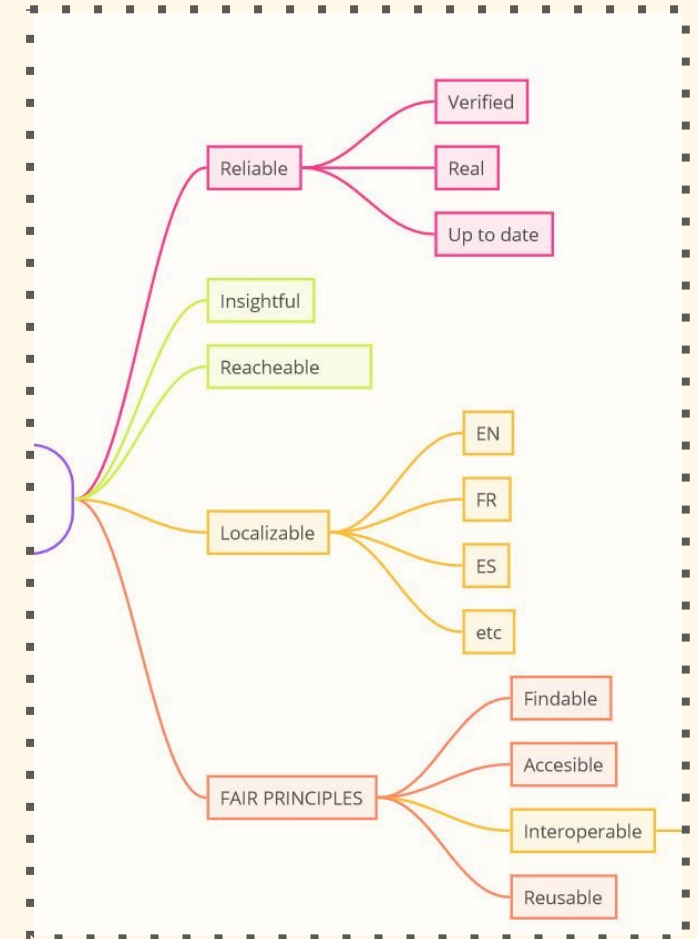 Reliable
Verified
Real
Up to date
Insightful
Reacheable
Localizable
EN
FR
ES
etc
FAIR PRINCIPLES
Findable
Accesible
Interoperable
Reusable